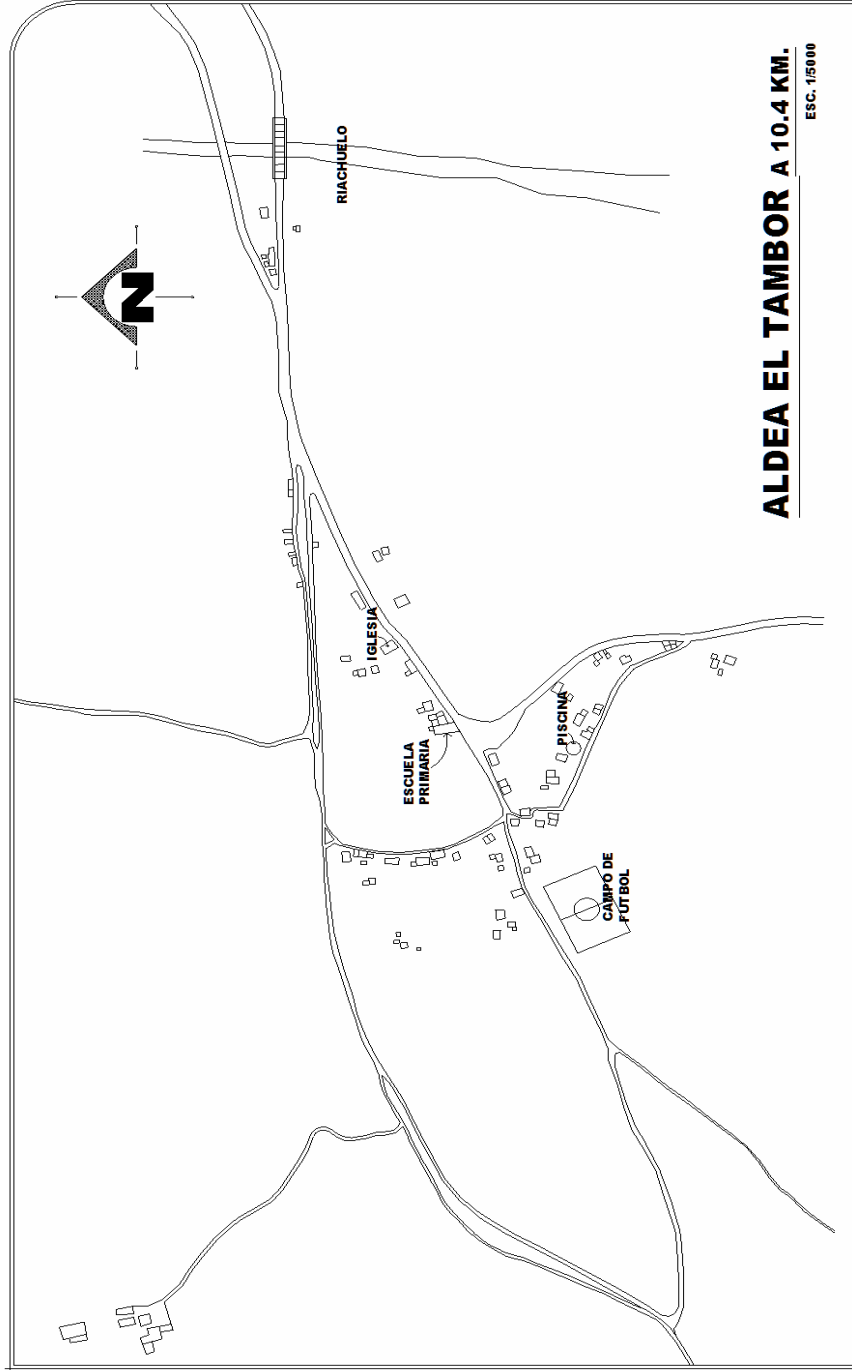 N
RIACHUELO
IGLESIA
ESCUELA
PRIMARIA
PISCINA
CAMPO DE
FUTBOL
ALDEA EL TAMBOR A 10.4 KM.
ESC. 1/5000